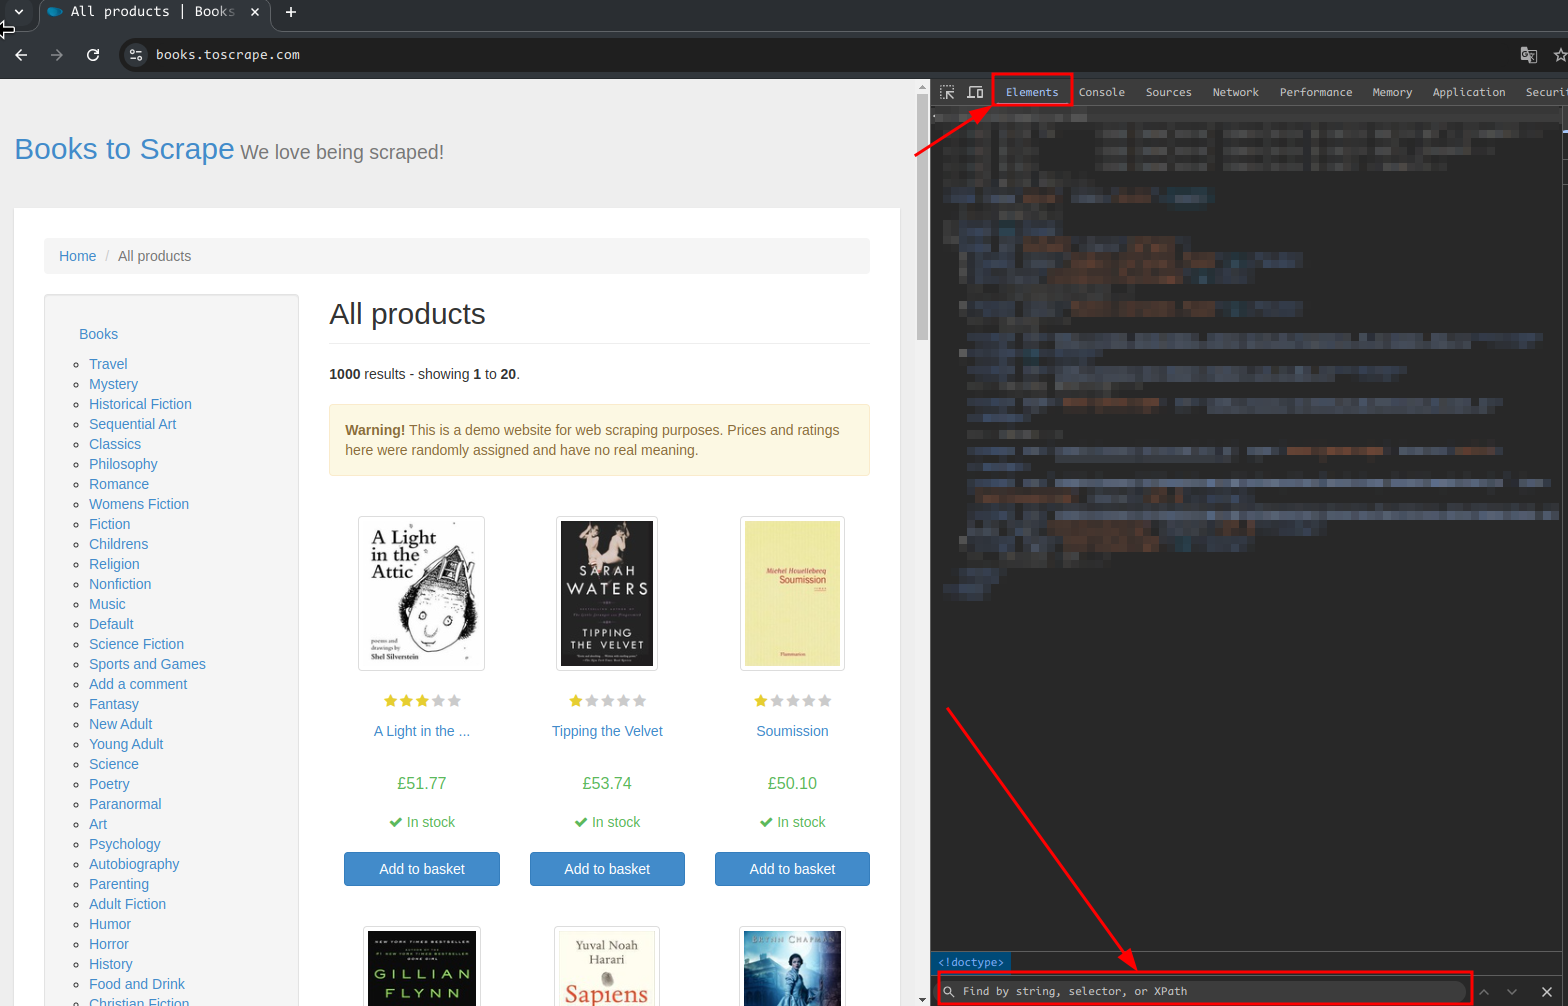 All products | Books
books.toscrape.com
Elements Console Sources Network Performance Memory Application Securit
Books to Scrape We love being scraped!
Home / All products
All products
Books
Travel
Mystery
Historical Fiction
Sequential Art
Classics
Philosophy
Romance
Womens Fiction
Fiction
Childrens
Religion
Nonfiction
Music
Default
Science Fiction
Sports and Games
Add a comment
Fantasy
New Adult
Young Adult
Science
Poetry
Paranormal
Art
Psychology
Autobiography
Parenting
Adult Fiction
Humor
Horror
History
Food and Drink
Christian Fiction
1000 results - showing 1 to 20.
Warning! This is a demo website for web scraping purposes. Prices and ratings
here were randomly assigned and have no real meaning.
A Light
in the
Attic
poems and
drawings by
Shel Silverstein
SARAH
WATERS
TIPPING
THE VELVET
Michel Houellebecq
Soumission
Flammarion
A Light in the ...
Tipping the Velvet
Soumission
£51.77
£53.74
£50.10
In stock
In stock
In stock
Add to basket
Add to basket
Add to basket
NEW YORK TIMES BESTSELLER
GILLIAN
FLYNN
Yuval Noah
Harari
Sapiens
<!doctype>
Find by string, selector, or XPath